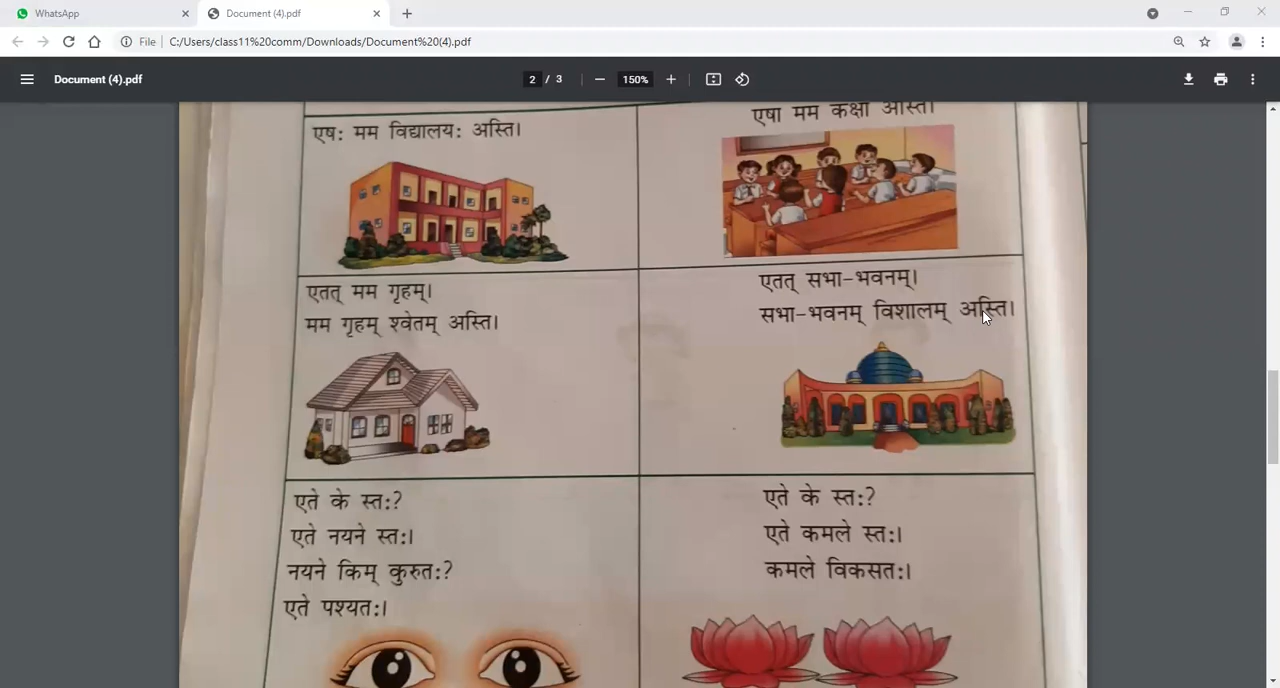 WhatsApp
Document (4).pdf
File
C:/Users/class11%20comm/Downloads/Document%20(4).pdf
Document (4).pdf
2 / 3
150%
एषः मम विद्यालयः अस्ति।
एषा मम कक्षा अस्ति।
एतत् मम गृहम्।
मम गृहम् श्वेतम् अस्ति।
एतत् सभा-भवनम्।
सभा-भवनम् विशालम् अस्ति।
एते के स्तः?
एते नयने स्तः।
नयने किम् कुरुतः?
एते पश्यतः।
एते के स्तः?
एते कमले स्तः।
कमले विकसतः।